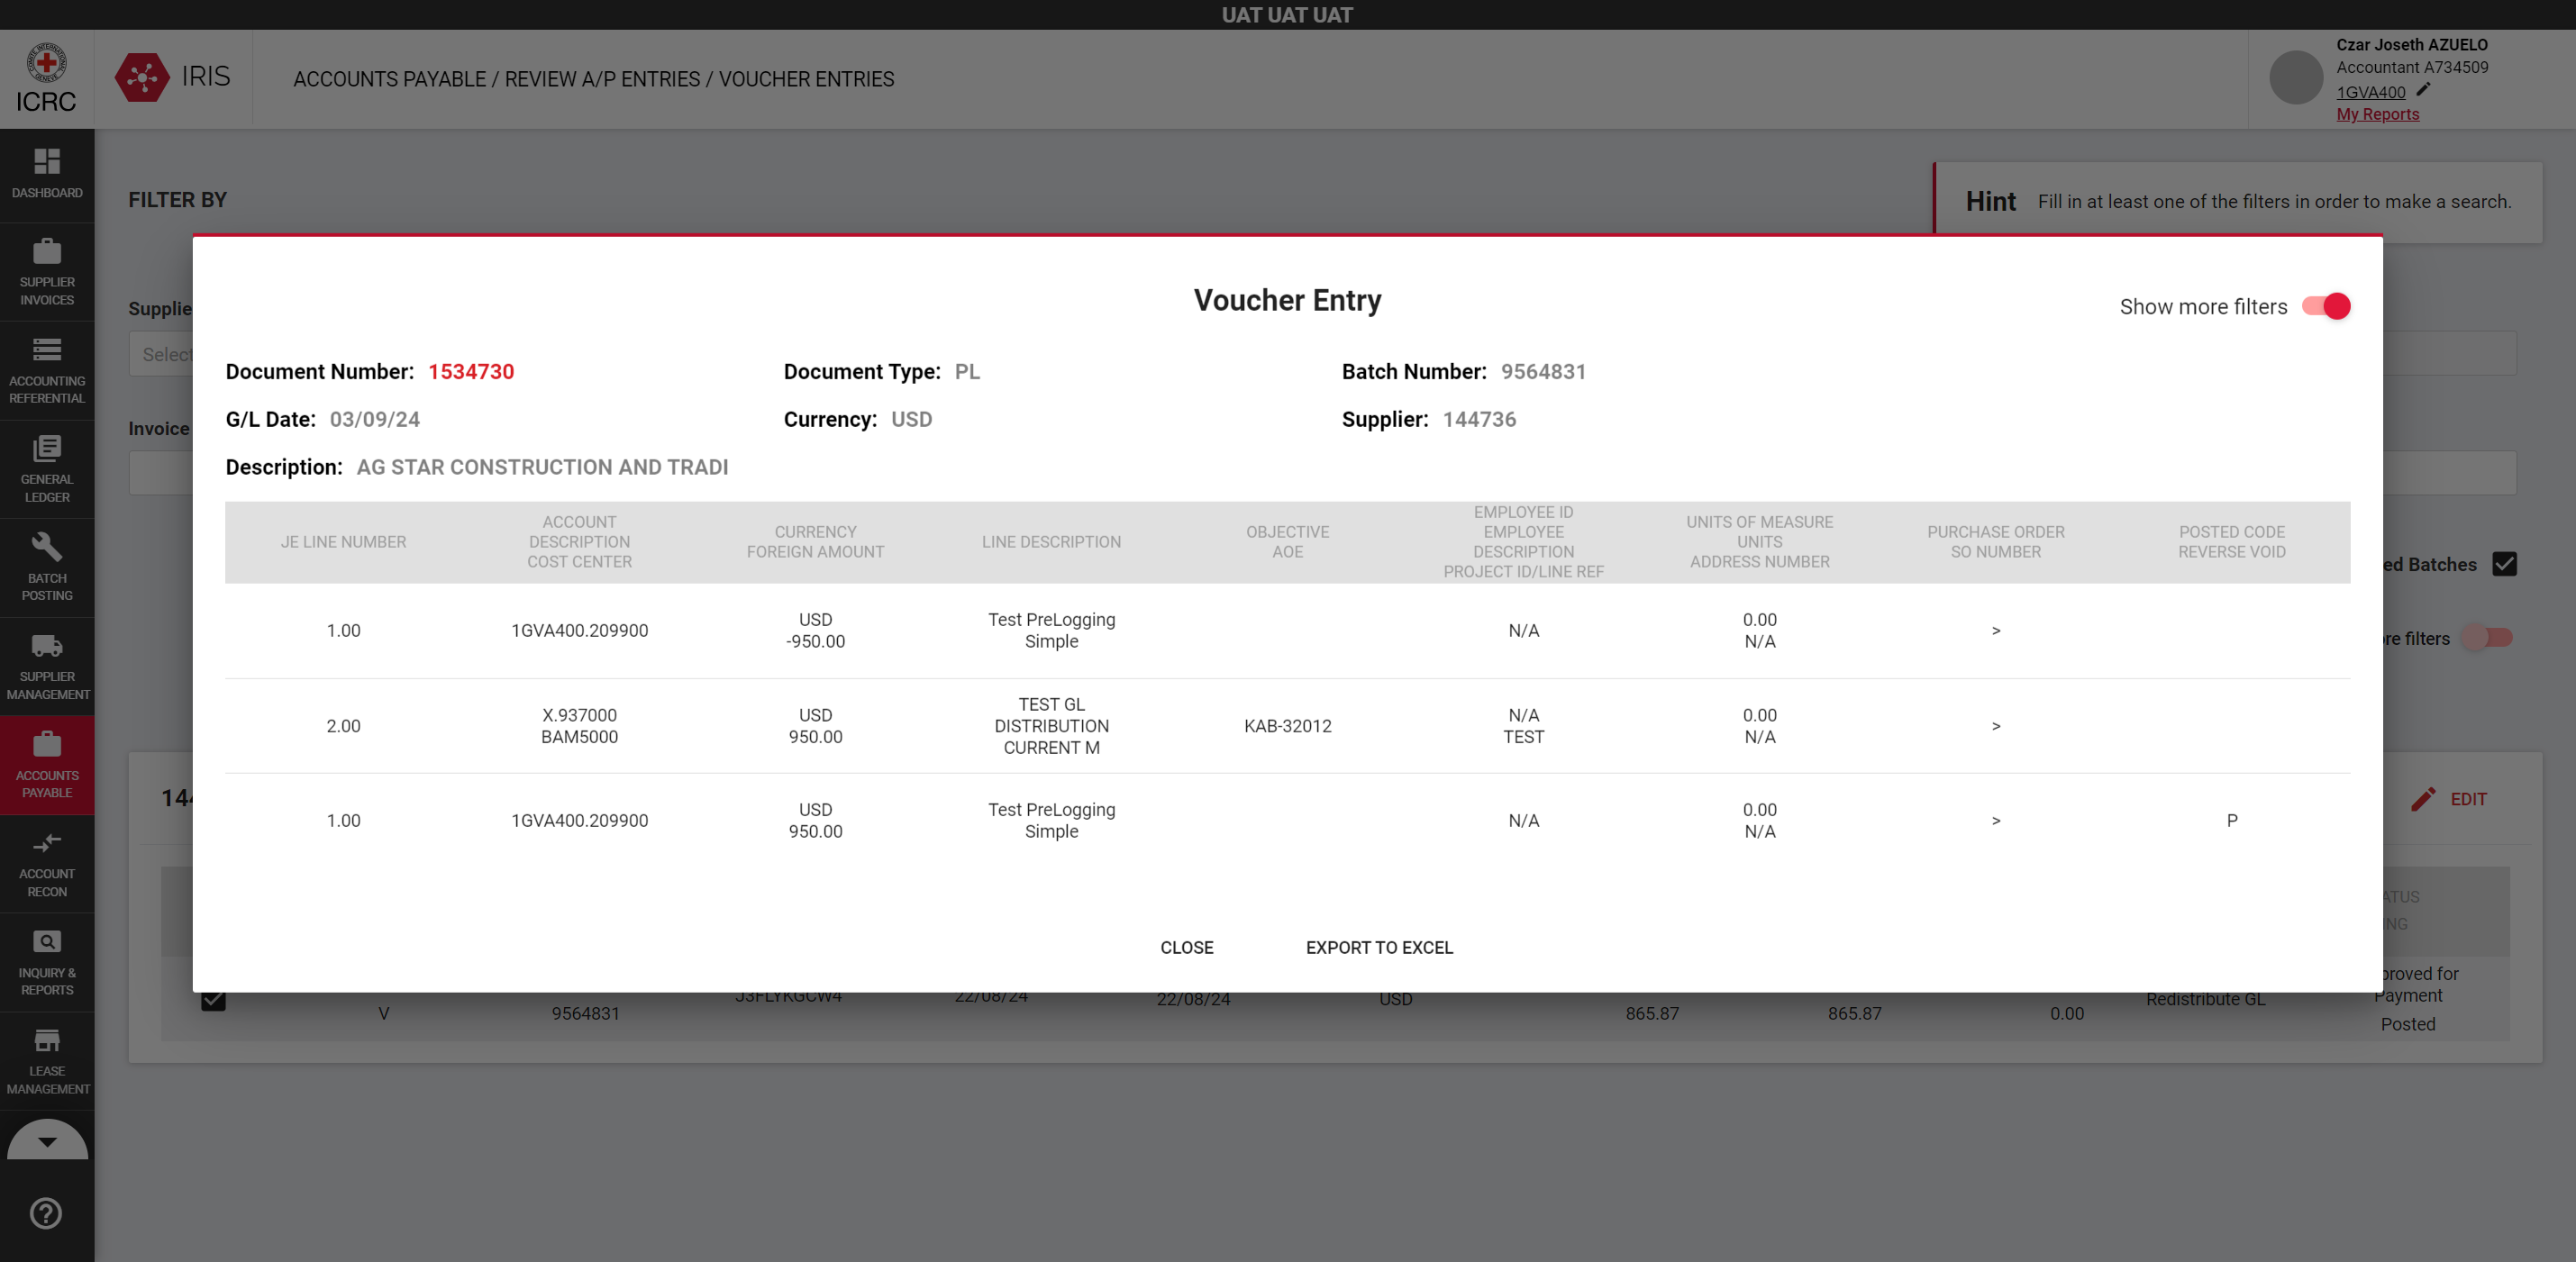 UAT UAT UAT
ICRC
IRIS
ACCOUNTS PAYABLE / REVIEW A/P ENTRIES / VOUCHER ENTRIES
Czar Joseth AZUELO
Accountant A734509
1GVA400
My Reports
DASHBOARD
SUPPLIER
INVOICES
ACCOUNTING
REFERENTIAL
GENERAL
LEDGER
BATCH
POSTING
SUPPLIER
MANAGEMENT
ACCOUNTS
PAYABLE
ACCOUNT
RECON
INQUIRY &
REPORTS
LEASE
MANAGEMENT
FILTER BY
Hint Fill in at least one of the filters in order to make a search.
Supplie
Select
Invoice
Voucher Entry
Show more filters
Document Number: 1534730 Document Type: PL Batch Number: 9564831
G/L Date: 03/09/24 Currency: USD Supplier: 144736
Description: AG STAR CONSTRUCTION AND TRADI
JE LINE NUMBER
ACCOUNT
DESCRIPTION
COST CENTER
CURRENCY
FOREIGN AMOUNT
LINE DESCRIPTION
OBJECTIVE
AOE
EMPLOYEE ID
EMPLOYEE
DESCRIPTION
PROJECT ID/LINE REF
UNITS OF MEASURE
UNITS
ADDRESS NUMBER
PURCHASE ORDER
SO NUMBER
POSTED CODE
REVERSE VOID
1.00
1GVA400.209900
USD
-950.00
Test PreLogging
Simple
N/A
0.00
N/A
>
2.00
X.937000
BAM5000
USD
950.00
TEST GL
DISTRIBUTION
CURRENT M
KAB-32012
N/A
TEST
0.00
N/A
>
1.00
1GVA400.209900
USD
950.00
Test PreLogging
Simple
N/A
0.00
N/A
>
P
CLOSE
EXPORT TO EXCEL
ed Batches
re filters
144
EDIT
ATUS
ING
V
9564831
J3FLYKGCW4
22/08/24
22/08/24
USD
865.87
865.87
0.00
Redistribute GL
proved for
Payment
Posted